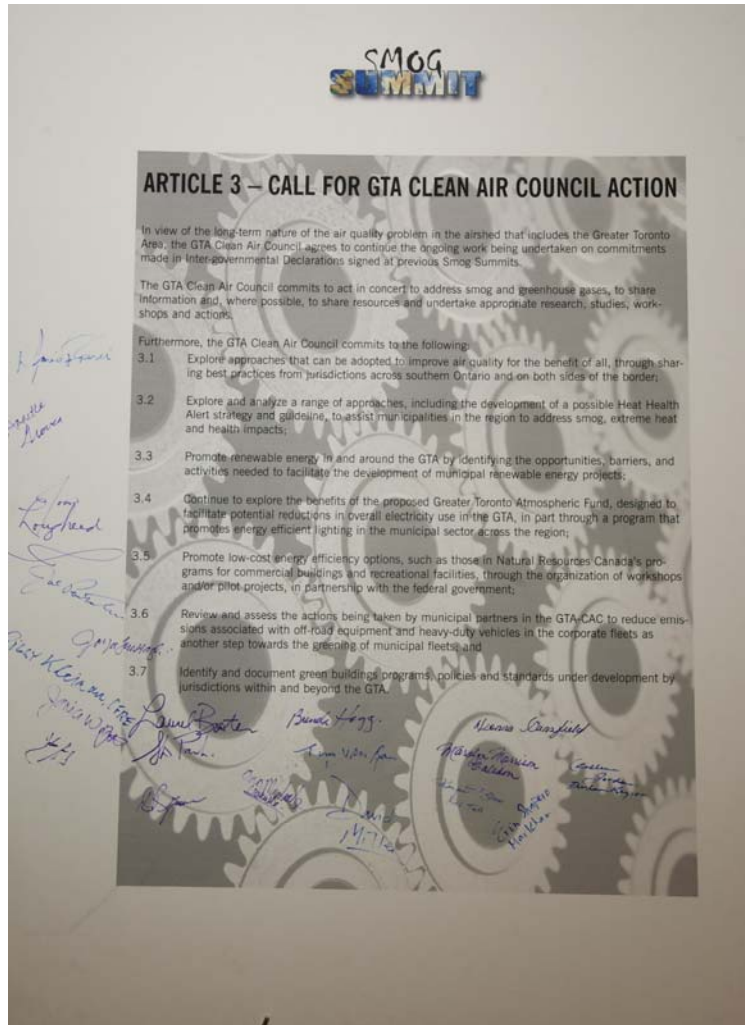 SMOG
SUMMIT
ARTICLE 3 – CALL FOR GTA CLEAN AIR COUNCIL ACTION
In view of the long-term nature of the air quality problem in the airshed that includes the Greater Toronto
Area, the GTA Clean Air Council agrees to continue the ongoing work being undertaken on commitments
made in Inter-governmental Declarations signed at previous Smog Summits.
The GTA Clean Air Council commits to act in concert to address smog and greenhouse gases, to share
information and, where possible, to share resources and undertake appropriate research, studies, work-
shops and actions.
Furthermore, the GTA Clean Air Council commits to the following:
3.1 Explore approaches that can be adopted to improve air quality for the benefit of all, through shar-
ing best practices from jurisdictions across southern Ontario and on both sides of the border;
3.2 Explore and analyze a range of approaches, including the development of a possible Heat Health
Alert strategy and guideline, to assist municipalities in the region to address smog, extreme heat
and health impacts;
3.3 Promote renewable energy in and around the GTA by identifying the opportunities, barriers, and
activities needed to facilitate the development of municipal renewable energy projects;
3.4 Continue to explore the benefits of the proposed Greater Toronto Atmospheric Fund, designed to
facilitate potential reductions in overall electricity use in the GTA, in part through a program that
promotes energy efficient lighting in the municipal sector across the region;
3.5 Promote low-cost energy efficiency options, such as those in Natural Resources Canada's pro-
grams for commercial buildings and recreational facilities, through the organization of workshops
and/or pilot projects, in partnership with the federal government;
3.6 Review and assess the actions being taken by municipal partners in the GTA-CAC to reduce emis-
sions associated with off-road equipment and heavy-duty vehicles in the corporate fleets as
another step towards the greening of municipal fleets; and
3.7 Identify and document green buildings programs, policies and standards under development by
jurisdictions within and beyond the GTA.
Lougheed
Laurel Broten
Brenda Hogg
Marolyn Morrison
Caledon
David
Miller
Markham